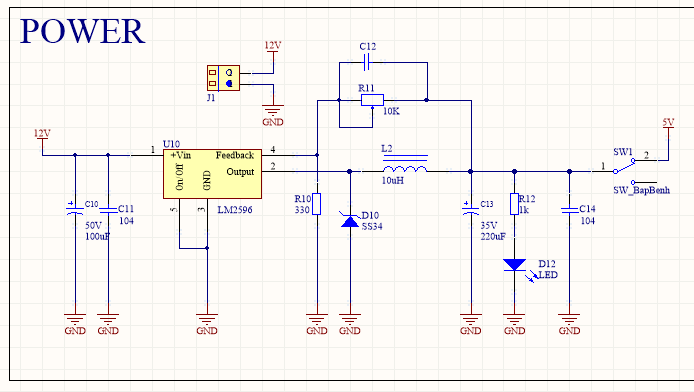 POWER
12V
J1
GND
C12
R11
10K
12V
U10
1
+Vin
Feedback
4
Output
2
On/Off
GND
5
3
LM2596
L2
10uH
5V
SW1
1
2
SW_BapBenh
C10
50V
100uF
C11
104
R10
330
D10
SS34
C13
35V
220uF
R12
1k
D12
LED
C14
104
GND
GND
GND
GND
GND
GND
GND
GND